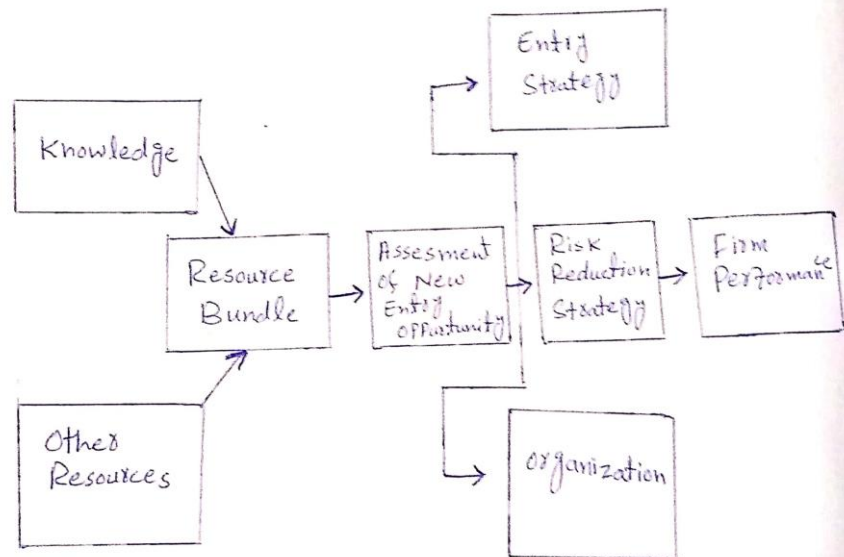 Entry
Strategy
Knowledge
Resource
Bundle
Assesment
of New
Entry
Opportunity
Risk
Reduction
Strategy
Firm
Performance
Other
Resources
organization